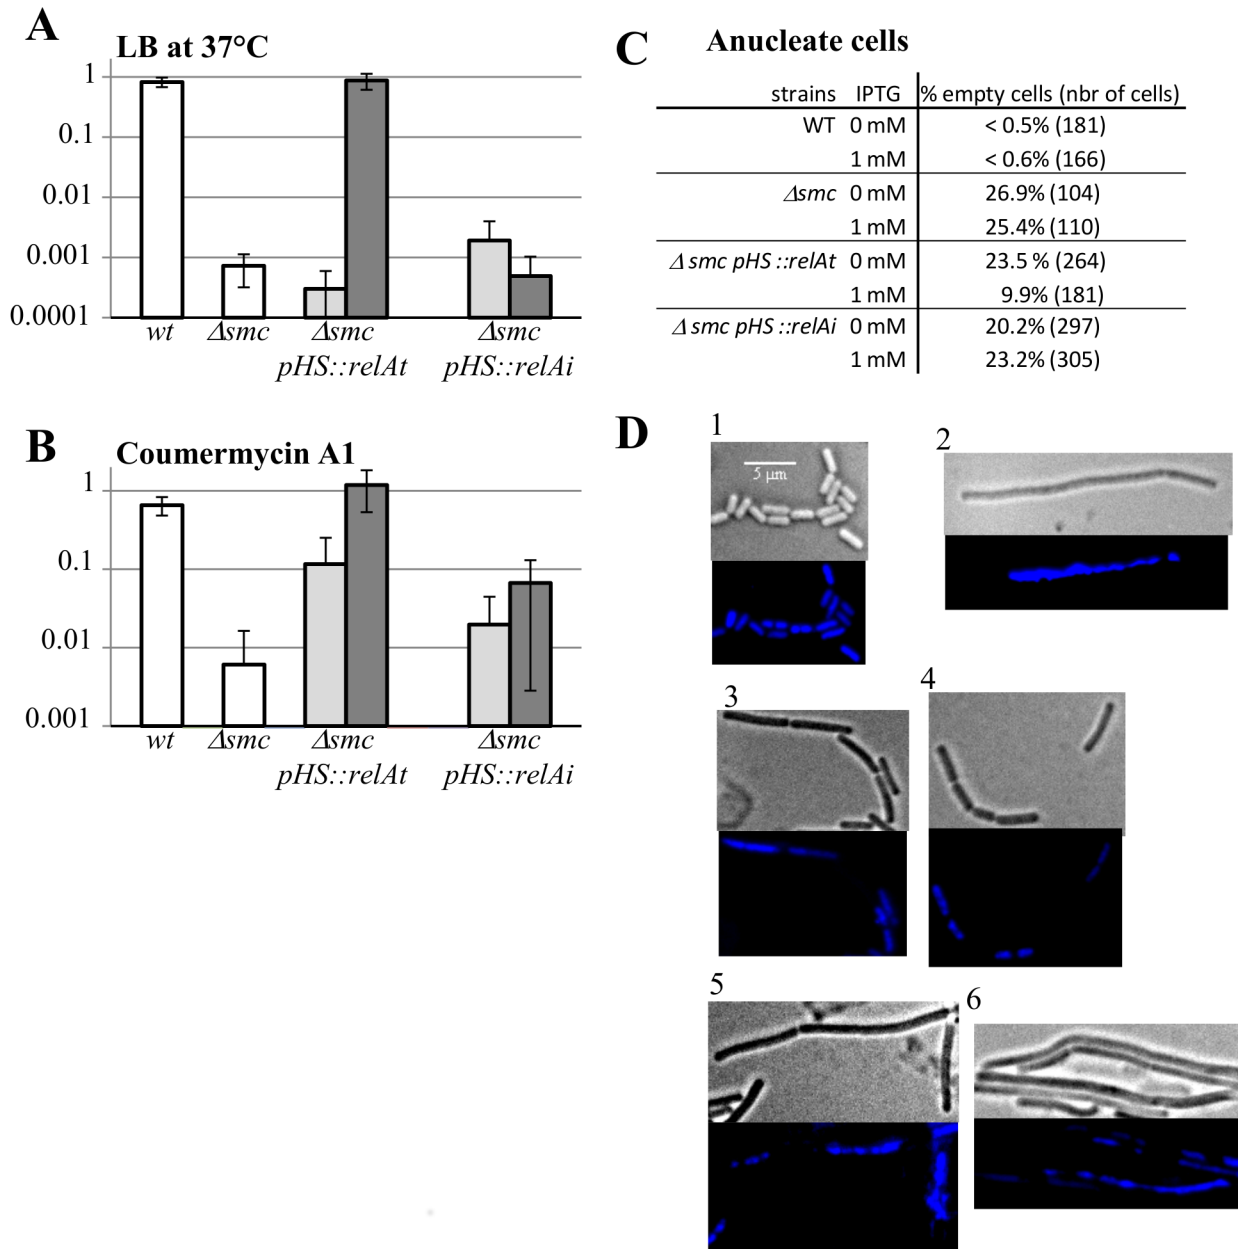 A
LB at 37°C
1
0.1
0.01
0.001
0.0001
wt
Δsmc
Δsmc
pHS::relAt
Δsmc
pHS::relAi
B
Coumermycin A1
1
0.1
0.01
0.001
wt
Δsmc
Δsmc
pHS::relAt
Δsmc
pHS::relAi
C
Anucleate cells
strains IPTG % empty cells (nbr of cells)
WT 0 mM < 0.5% (181)
1 mM < 0.6% (166)
Δsmc 0 mM 26.9% (104)
1 mM 25.4% (110)
Δ smc pHS ::relAt 0 mM 23.5 % (264)
1 mM 9.9% (181)
Δ smc pHS ::relAi 0 mM 20.2% (297)
1 mM 23.2% (305)
D
1
5 μm
2
3
4
5
6